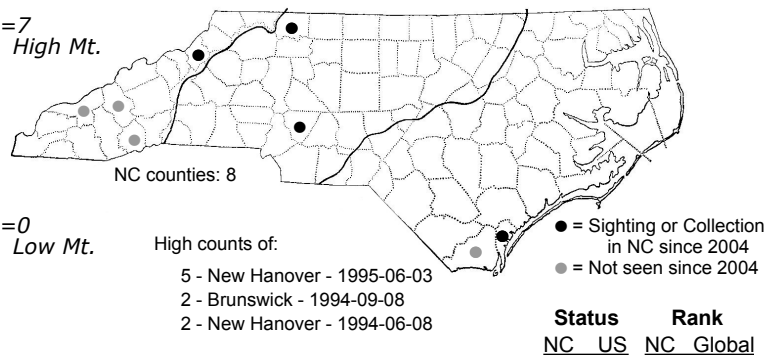 =7
High Mt.
NC counties: 8
=0
Low Mt.
High counts of:
5 - New Hanover - 1995-06-03
2 - Brunswick - 1994-09-08
2 - New Hanover - 1994-06-08
= Sighting or Collection
in NC since 2004
= Not seen since 2004
Status Rank
NC US NC Global